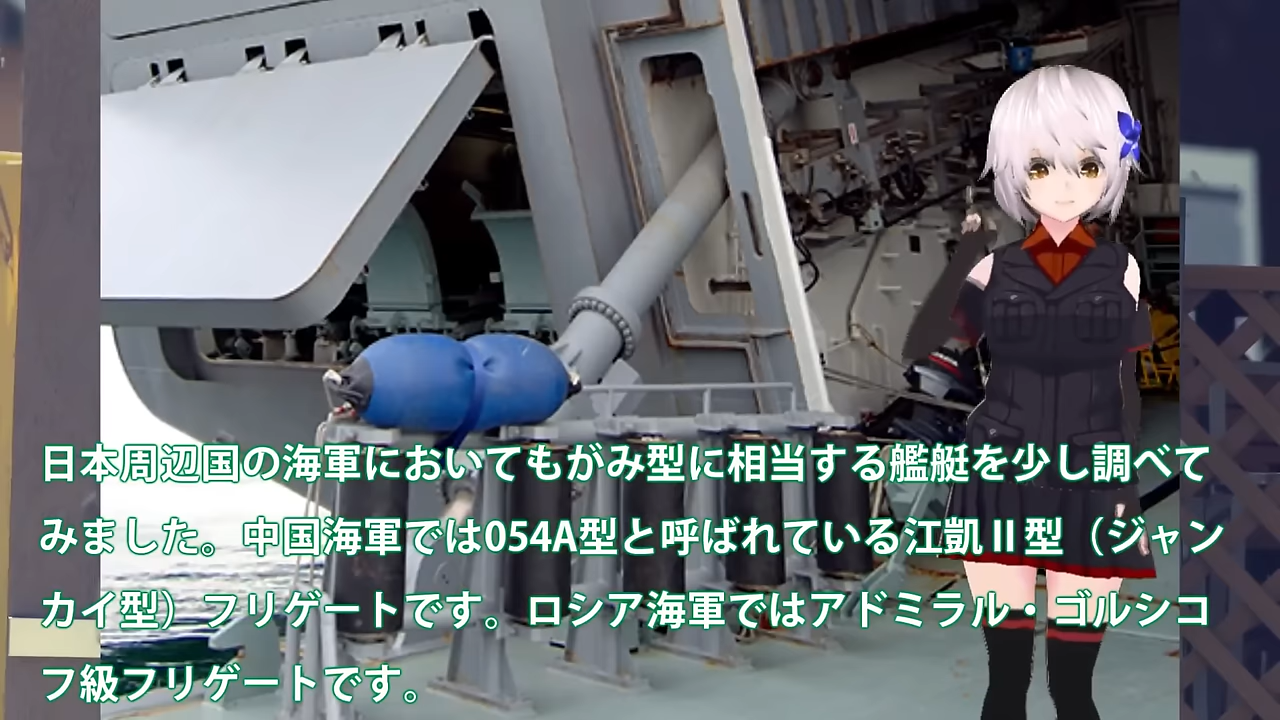 日本周辺国の海軍においてもがみ型に相当する艦艇を少し調べて
みました。中国海軍では054A型と呼ばれている江凱Ⅱ型（ジャン
カイ型）フリゲートです。ロシア海軍ではアドミラル・ゴルシコ
フ級フリゲートです。